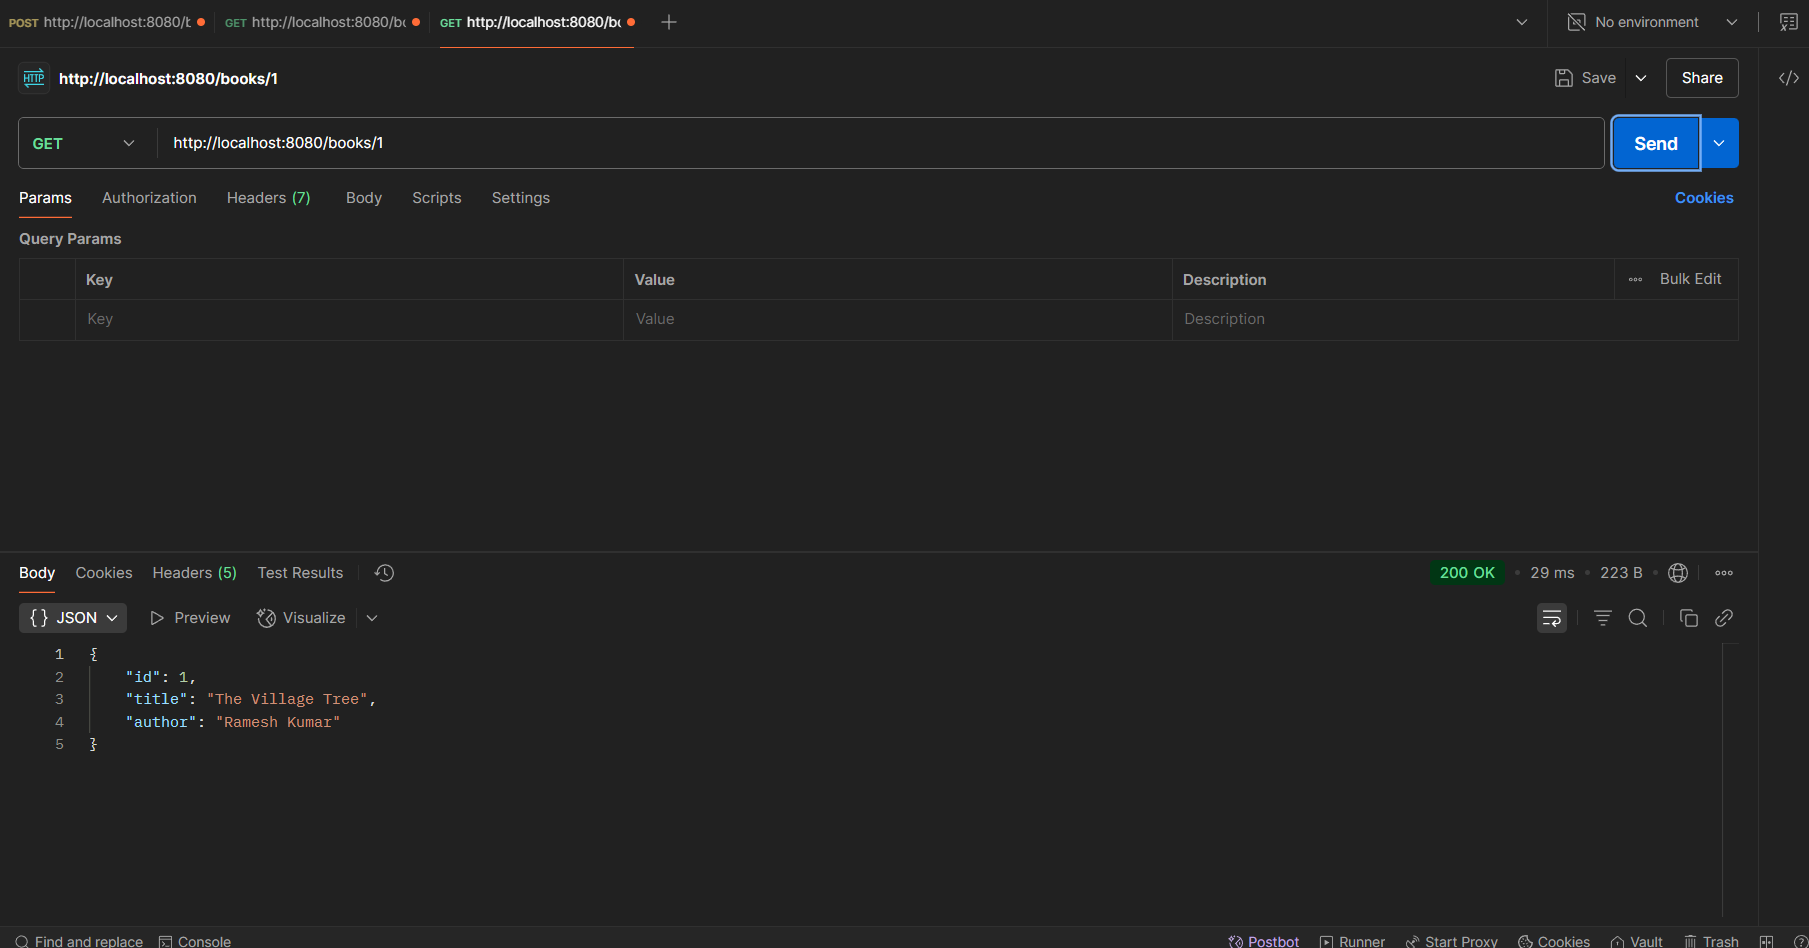 POST http://localhost:8080/b GET http://localhost:8080/bo GET http://localhost:8080/bo No environment
HTTP http://localhost:8080/books/1 Save Share
GET http://localhost:8080/books/1 Send
Params Authorization Headers (7) Body Scripts Settings Cookies
Query Params
Key Value Description Bulk Edit
Key Value Description
Body Cookies Headers (5) Test Results 200 OK • 29 ms • 223 B •
{} JSON Preview Visualize
1 {
2 "id": 1,
3 "title": "The Village Tree",
4 "author": "Ramesh Kumar"
5 }
Find and replace Console Postbot Runner Start Proxy Cookies Vault Trash